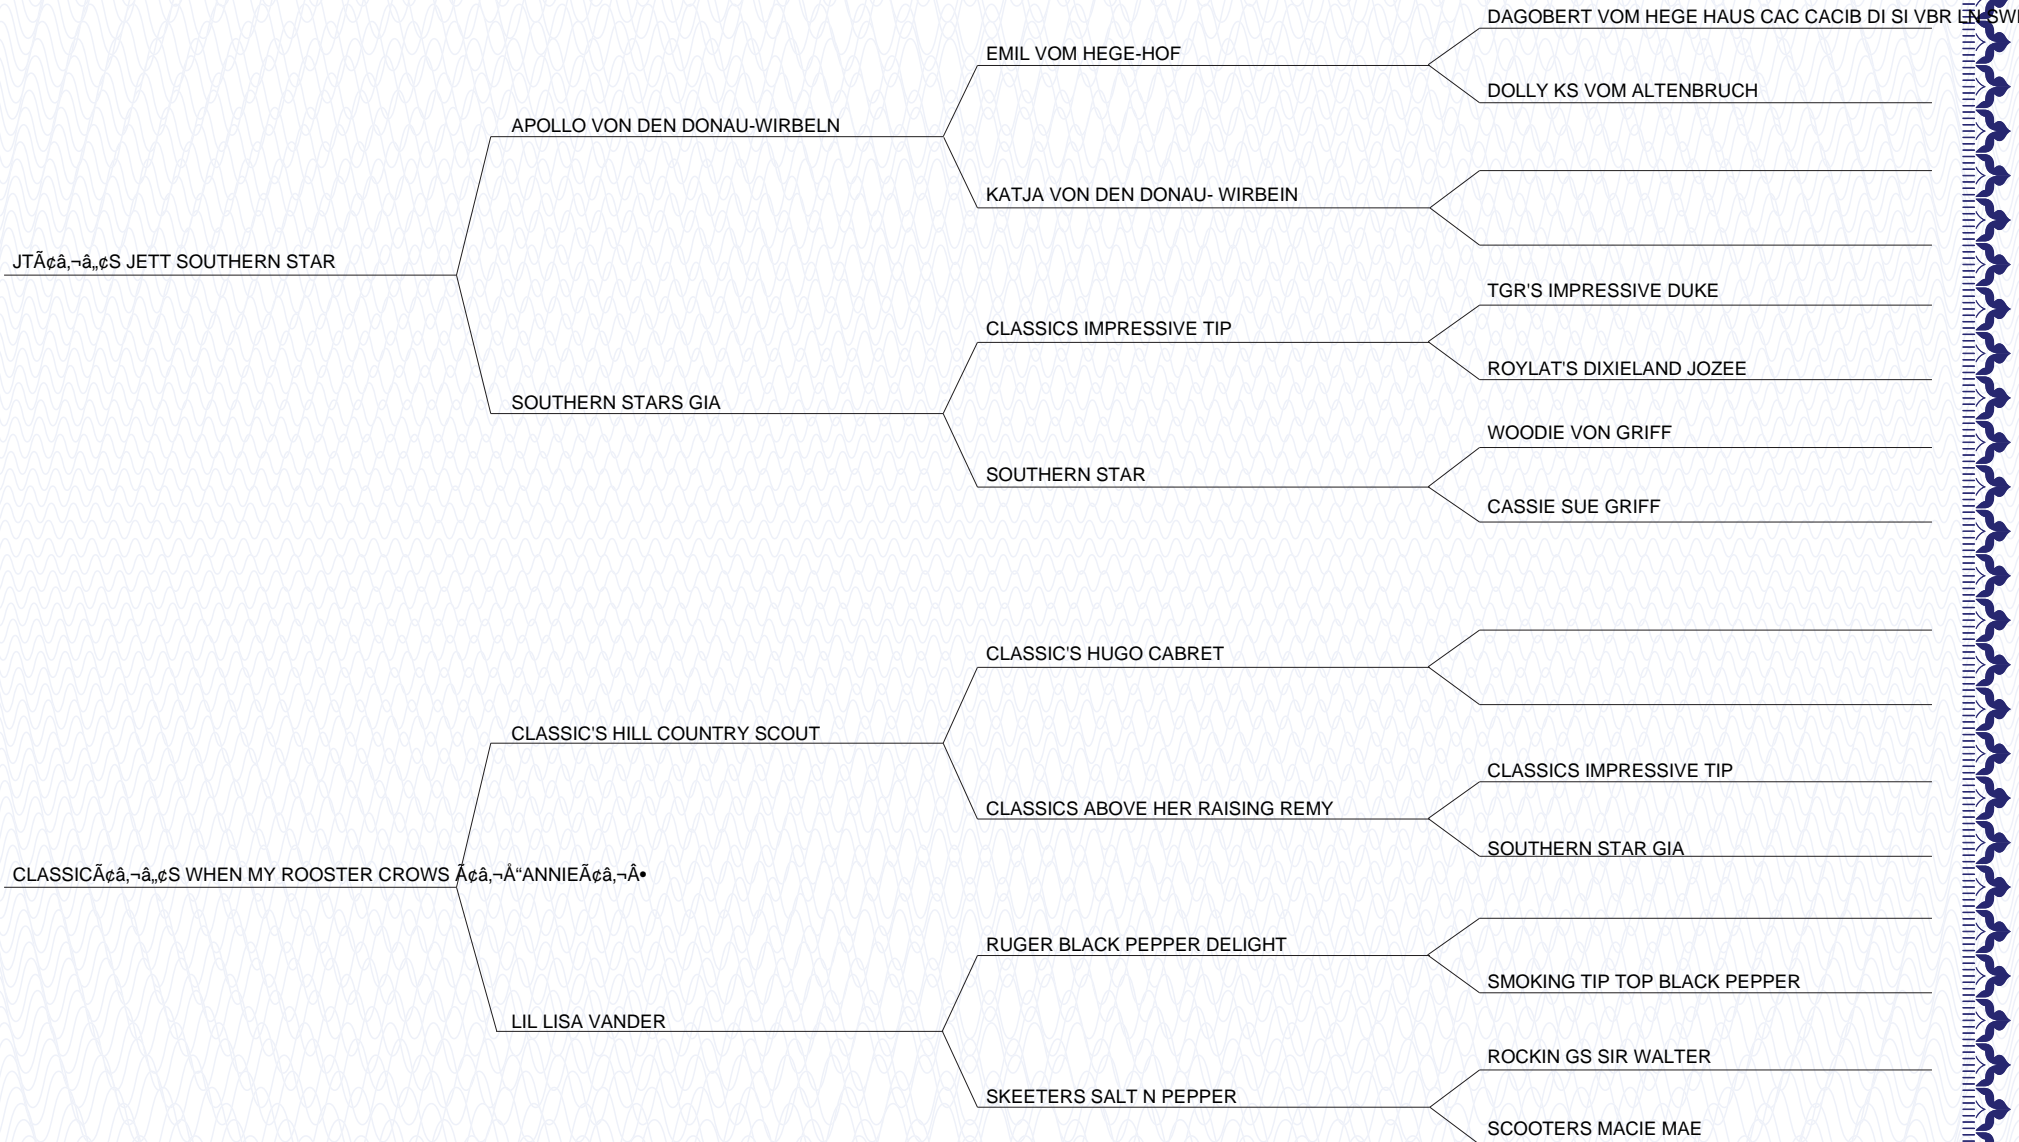 DAGOBERT VOM HEGE HAUS CAC CACIB DI SI VBR LN SWI
EMIL VOM HEGE-HOF
DOLLY KS VOM ALTENBRUCH
APOLLO VON DEN DONAU-WIRBELN
KATJA VON DEN DONAU- WIRBEIN
JTÃ¢â‚¬â„¢S JETT SOUTHERN STAR
TGR'S IMPRESSIVE DUKE
CLASSICS IMPRESSIVE TIP
ROYLAT'S DIXIELAND JOZEE
SOUTHERN STARS GIA
WOODIE VON GRIFF
SOUTHERN STAR
CASSIE SUE GRIFF
CLASSIC'S HUGO CABRET
CLASSIC'S HILL COUNTRY SCOUT
CLASSICS IMPRESSIVE TIP
CLASSICS ABOVE HER RAISING REMY
SOUTHERN STAR GIA
CLASSICÃ¢â‚¬â„¢S WHEN MY ROOSTER CROWS Ã¢â‚¬Å“ANNIEÃ¢â‚¬Â•
RUGER BLACK PEPPER DELIGHT
SMOKING TIP TOP BLACK PEPPER
LIL LISA VANDER
ROCKIN GS SIR WALTER
SKEETERS SALT N PEPPER
SCOOTERS MACIE MAE